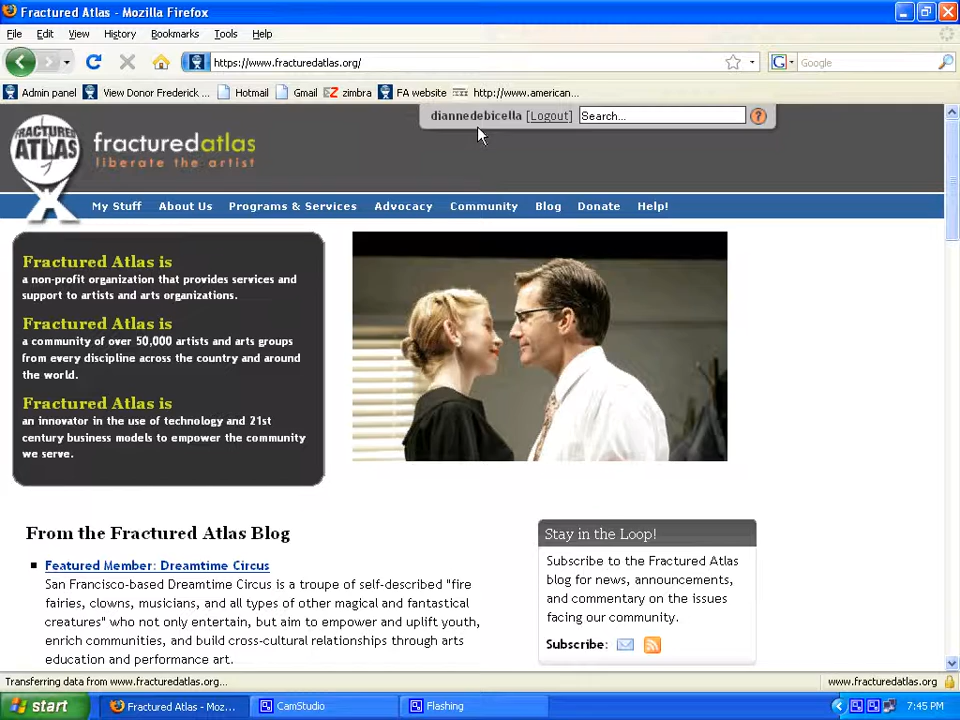 Fractured Atlas - Mozilla Firefox
File Edit View History Bookmarks Tools Help
https://www.fracturedatlas.org/
G Google
Admin panel View Donor Frederick ... Hotmail Gmail zimbra FA website http://www.american...
diannedebicella [Logout] Search... ?
FRACTURED ATLAS
fracturedatlas
liberate the artist
My Stuff About Us Programs & Services Advocacy Community Blog Donate Help!
Fractured Atlas is
a non-profit organization that provides services and
support to artists and arts organizations.
Fractured Atlas is
a community of over 50,000 artists and arts groups
from every discipline across the country and around
the world.
Fractured Atlas is
an innovator in the use of technology and 21st
century business models to empower the community
we serve.
From the Fractured Atlas Blog
Featured Member: Dreamtime Circus
San Francisco-based Dreamtime Circus is a troupe of self-described "fire
fairies, clowns, musicians, and all types of other magical and fantastical
creatures" who not only entertain, but aim to empower and uplift youth,
enrich communities, and build cross-cultural relationships through arts
education and performance art.
Stay in the Loop!
Subscribe to the Fractured Atlas
blog for news, announcements,
and commentary on the issues
facing our community.
Subscribe:
Transferring data from www.fracturedatlas.org...
www.fracturedatlas.org
start Fractured Atlas - Moz... CamStudio Flashing 7:45 PM